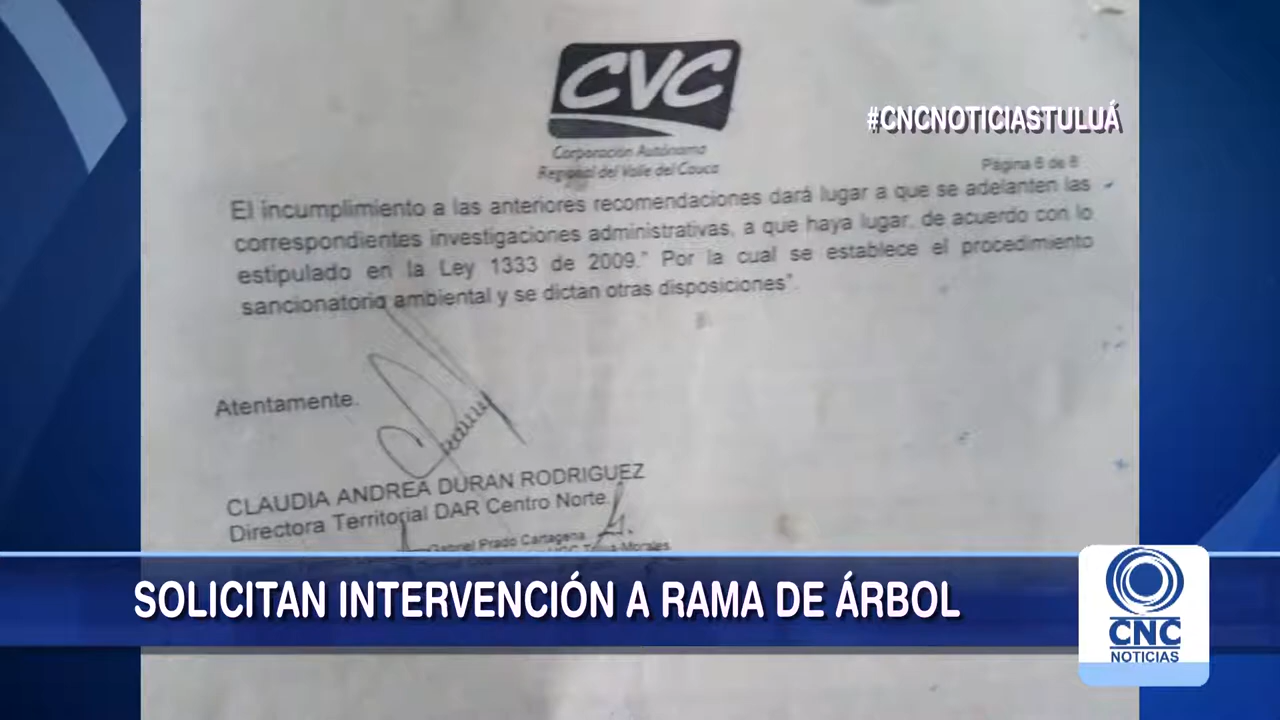 CVC
Corporación Autónoma
Regional del Valle del Cauca
#CNCNOTICIASTULUÁ
Página 8 de 8
El incumplimiento a las anteriores recomendaciones dará lugar a que se adelanten las
correspondientes investigaciones administrativas, a que haya lugar, de acuerdo con lo
estipulado en la Ley 1333 de 2009." Por la cual se establece el procedimiento
sancionatorio ambiental y se dictan otras disposiciones".
Atentamente.
CLAUDIA ANDREA DURAN RODRIGUEZ
Directora Territorial DAR Centro Norte
Gabriel Prado Cartagena
Morales
SOLICITAN INTERVENCIÓN A RAMA DE ÁRBOL
CNC
NOTICIAS